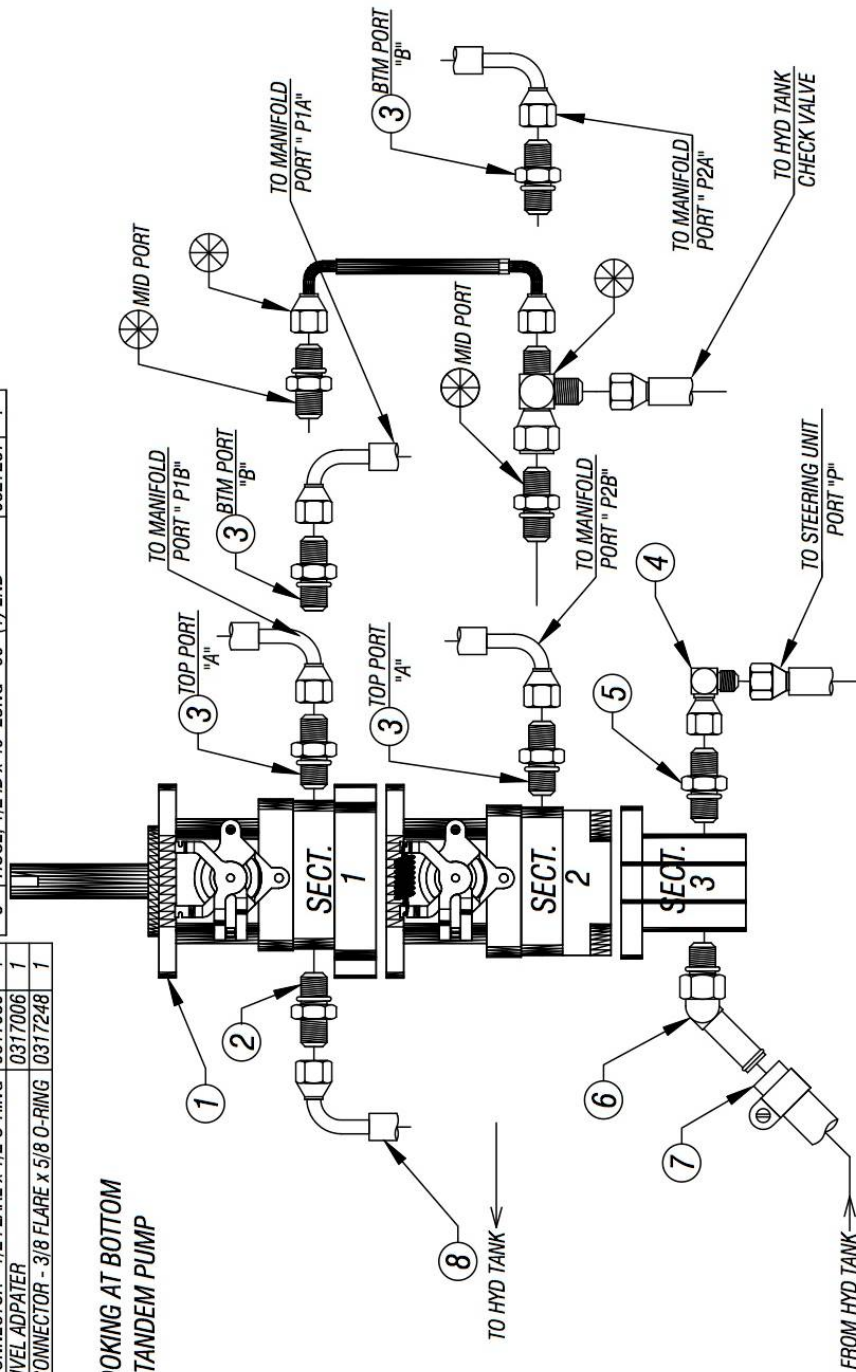 VEL ADPATER 0317006 1
ONNECTOR - 3/8 FLARE x 5/8 O-RING 0317248 1
OKING AT BOTTOM
TANDEM PUMP
1
2
SECT.
1
SECT.
2
SECT.
3
3
TOP PORT
"A"
TO MANIFOLD
PORT " P1B"
3
BTM PORT
"B"
TO MANIFOLD
PORT " P1A"
MID PORT
3
TOP PORT
"A"
TO MANIFOLD
PORT " P2B"
MID PORT
3
BTM PORT
"B"
TO MANIFOLD
PORT " P2A"
TO HYD TANK
CHECK VALVE
4
5
TO STEERING UNIT
PORT "P"
6
7
8
TO HYD TANK
FROM HYD TANK